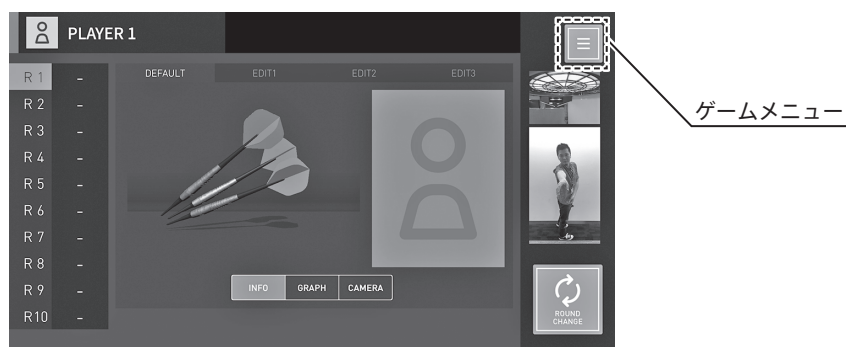 PLAYER 1
DEFAULT EDIT1 EDIT2 EDIT3
R 1 -
R 2 -
R 3 -
R 4 -
R 5 -
R 6 -
R 7 -
R 8 -
R 9 -
R10 -
INFO GRAPH CAMERA
ROUND
CHANGE
ゲームメニュー